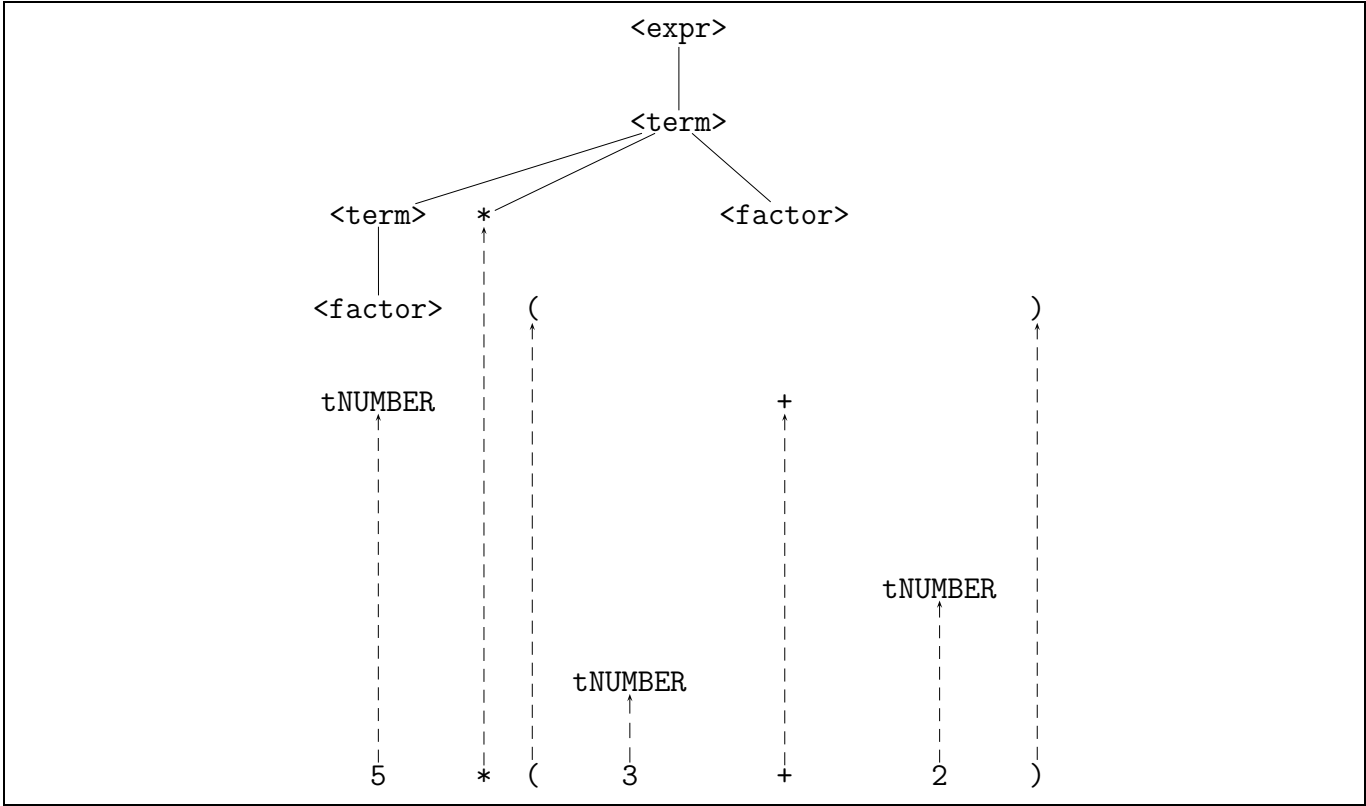 <expr>
<term>
<term> * <factor>
<factor> ( )
tNUMBER +
tNUMBER
tNUMBER
5 * ( 3 + 2 )